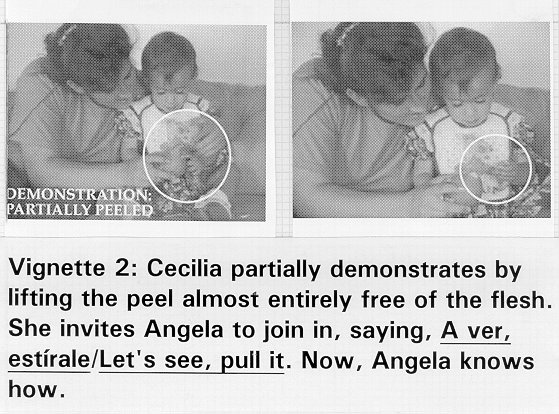 DEMONSTRATION:
PARTIALLY PEELED
Vignette 2: Cecilia partially demonstrates by
lifting the peel almost entirely free of the flesh.
She invites Angela to join in, saying, A ver,
estírale/Let's see, pull it. Now, Angela knows
how.